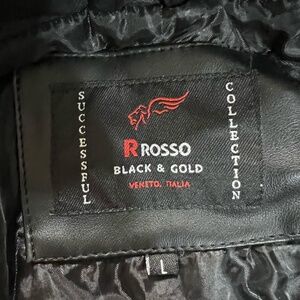 SUCCESSFUL
R ROSSO
BLACK & GOLD
VENETO, ITALIA
COLLECTION
L